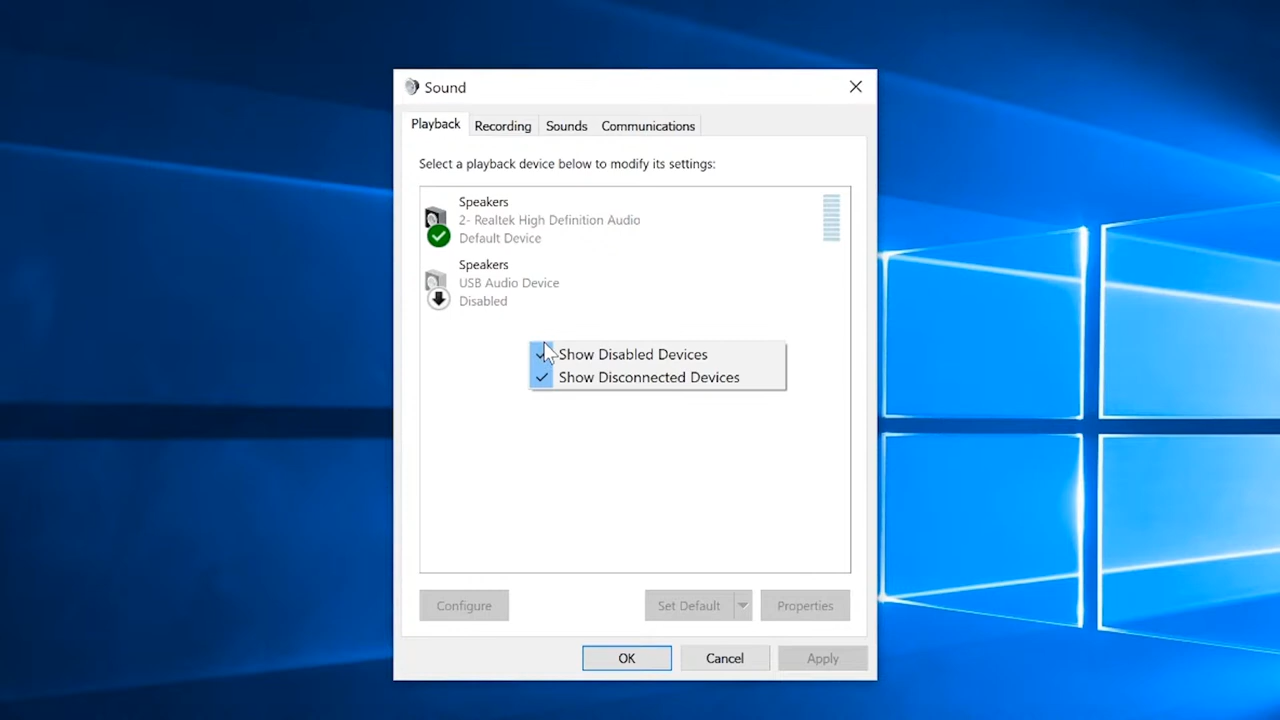 Sound
Playback
Recording
Sounds
Communications
Select a playback device below to modify its settings:
Speakers
2- Realtek High Definition Audio
Default Device
Speakers
USB Audio Device
Disabled
Show Disabled Devices
Show Disconnected Devices
Configure
Set Default
Properties
OK
Cancel
Apply